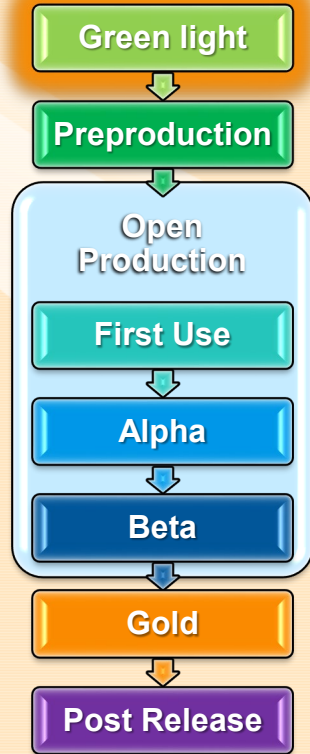 Green light
Preproduction
Open
Production
First Use
Alpha
Beta
Gold
Post Release